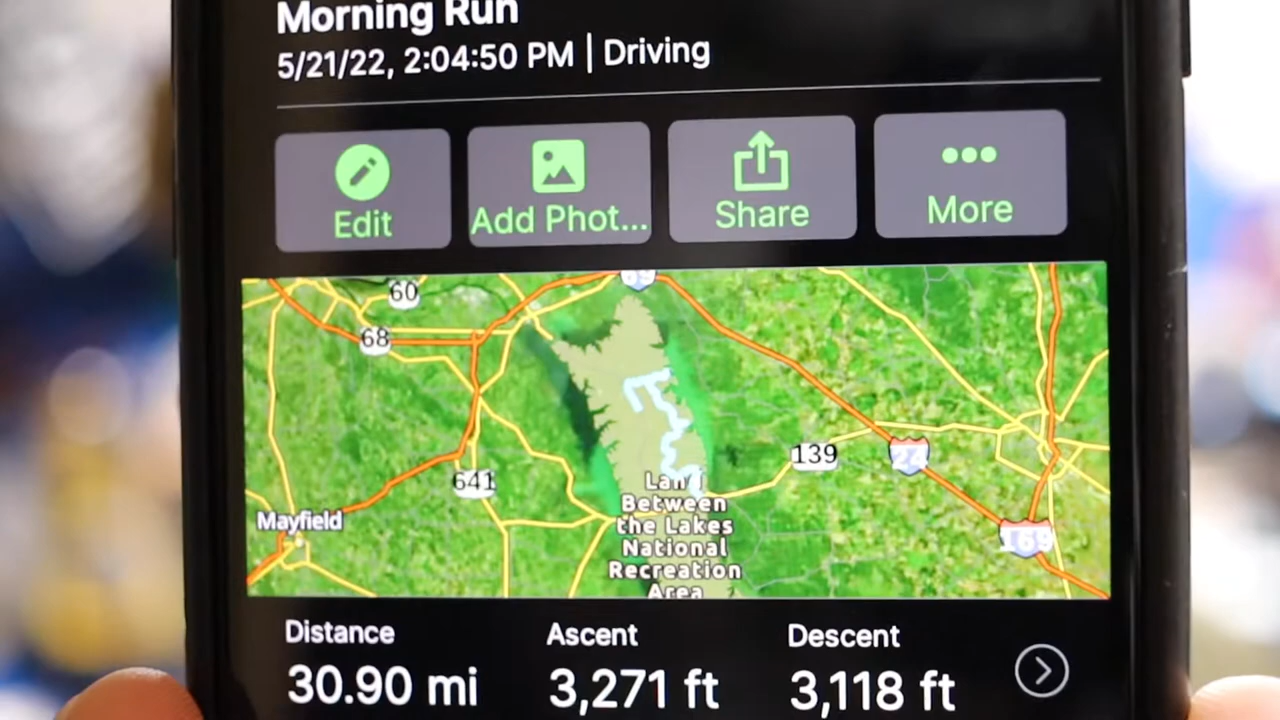 Morning Run
5/21/22, 2:04:50 PM | Driving
Edit
Add Phot...
Share
More
69
60
68
139
24
641
Mayfield
169
Land
Between
the Lakes
National
Recreation
Area
Distance
Ascent
Descent
30.90 mi
3,271 ft
3,118 ft